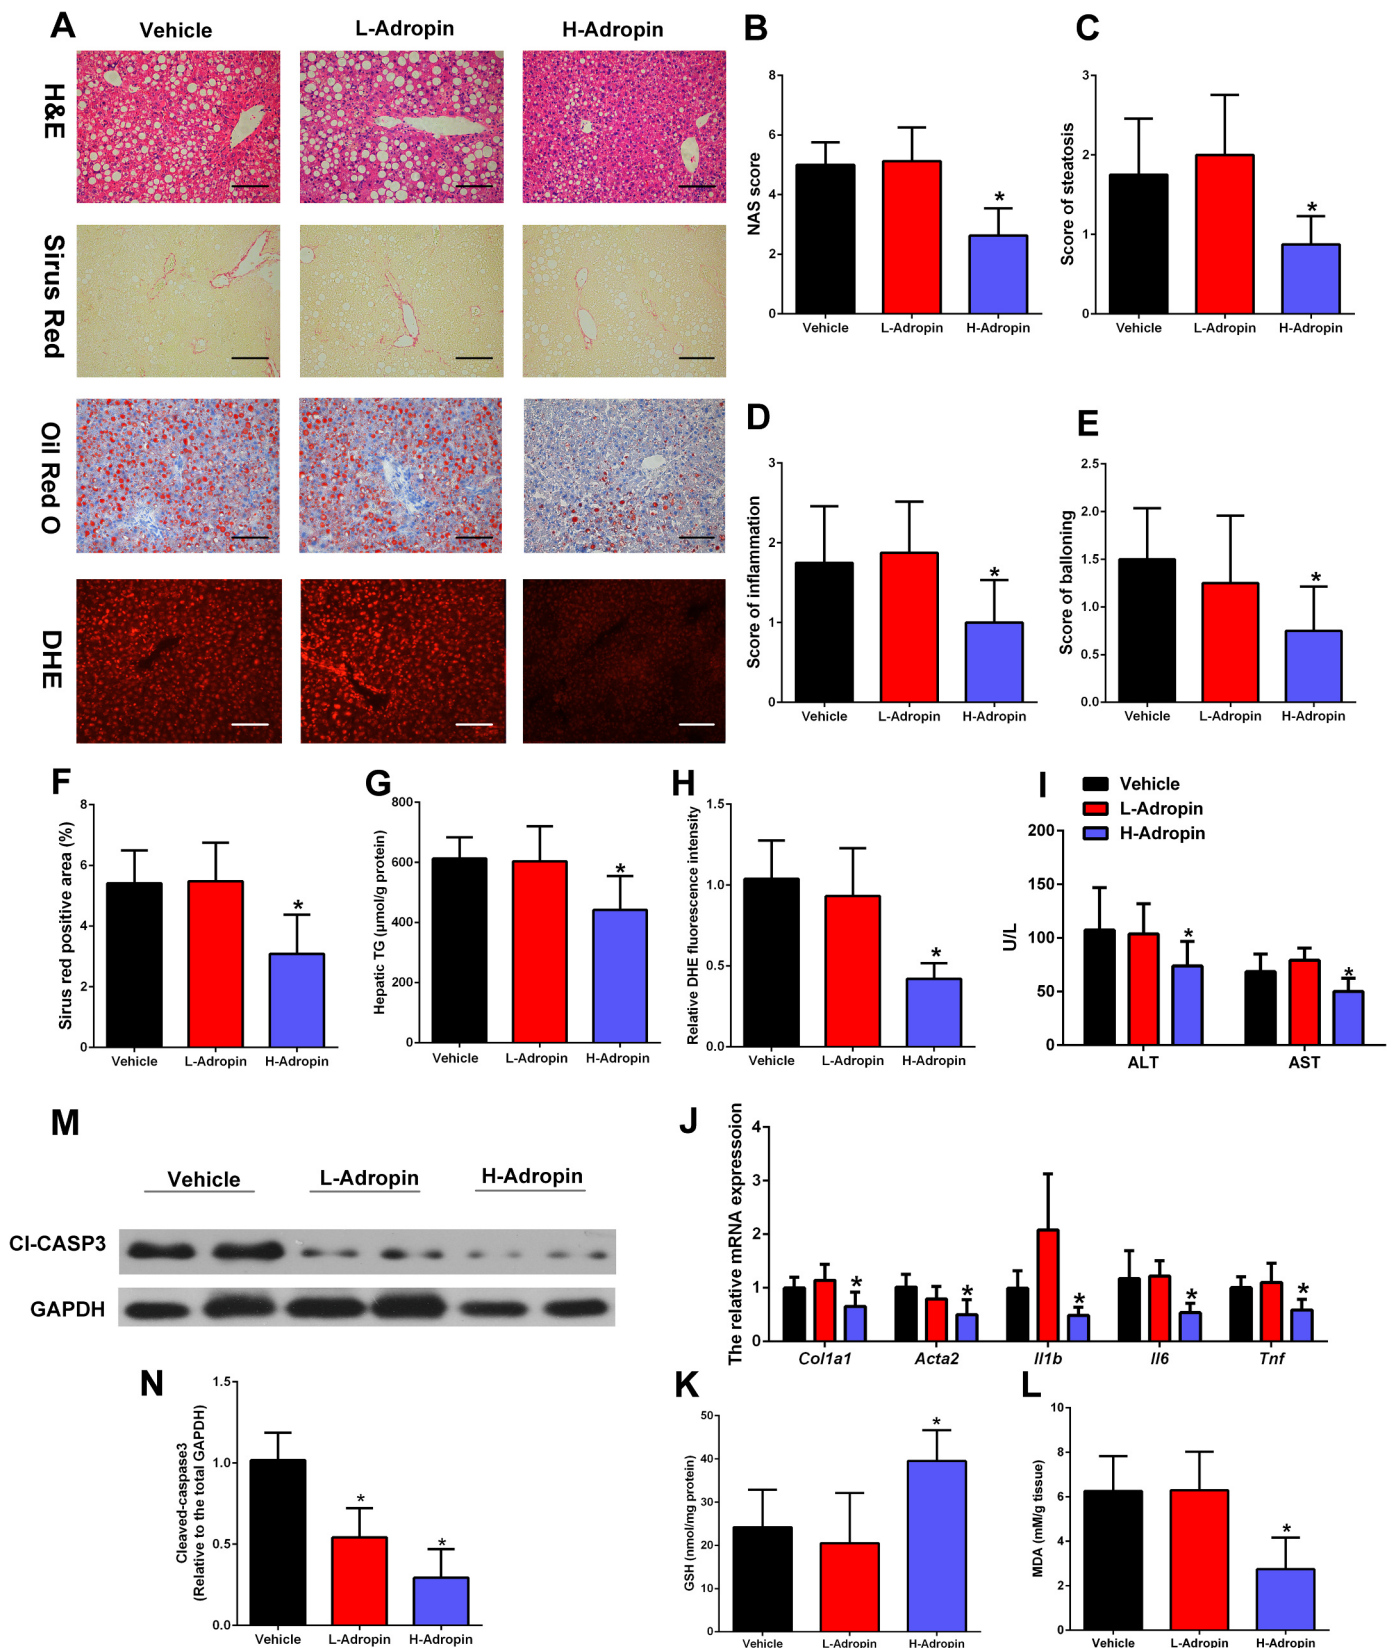 A
Vehicle
L-Adropin
H-Adropin
H&E
Sirus Red
Oil Red O
DHE
B
NAS score
8
6
4
2
0
Vehicle
L-Adropin
H-Adropin
*
C
Score of steatosis
3
2
1
0
Vehicle
L-Adropin
H-Adropin
*
D
Score of inflammation
3
2
1
0
Vehicle
L-Adropin
H-Adropin
*
E
Score of balloning
2.5
2.0
1.5
1.0
0.5
0.0
Vehicle
L-Adropin
H-Adropin
*
F
Sirus red positive area (%)
8
6
4
2
0
Vehicle
L-Adropin
H-Adropin
*
G
Hepatic TG (µmol/g protein)
800
600
400
200
0
Vehicle
L-Adropin
H-Adropin
*
H
Relative DHE fluorescence intensity
1.5
1.0
0.5
0.0
Vehicle
L-Adropin
H-Adropin
*
I
Vehicle
L-Adropin
H-Adropin
U/L
200
150
100
50
0
ALT
AST
*
*
M
Vehicle
L-Adropin
H-Adropin
Cl-CASP3
GAPDH
J
The relative mRNA expressioion
4
3
2
1
0
Col1a1
Acta2
Il1b
Il6
Tnf
*
*
*
*
*
N
Cleaved-caspase3
(Relative to the total GAPDH)
1.5
1.0
0.5
0.0
Vehicle
L-Adropin
H-Adropin
*
*
K
GSH (nmol/mg protein)
50
40
30
20
10
0
Vehicle
L-Adropin
H-Adropin
*
L
MDA (mM/g tissue)
10
8
6
4
2
0
Vehicle
L-Adropin
H-Adropin
*